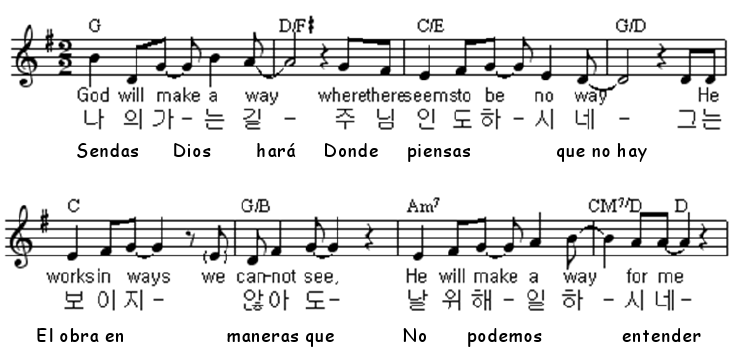 G D/F# C/E G/D
God will make a way wherethereseemsto be no way He
나 의가-는 길 - 주 님 인 도하-시 네- 그는
Sendas Dios hará Donde piensas que no hay
C G/B Am7 CM7/D D
worksin ways we can-not see, He will make a way for me
보 이지- 않아 도- 날 위해-일 하-시네-
El obra en maneras que No podemos entender